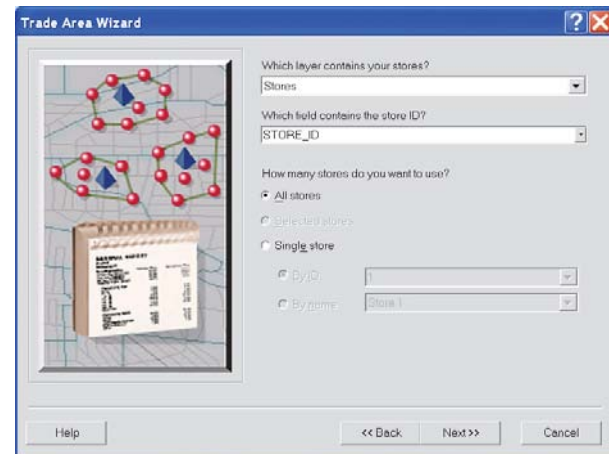 Trade Area Wizard
Which layer contains your stores?
Stores
Which field contains the store ID?
STORE_ID
How many stores do you want to use?
All stores
Selected stores
Single store
By ID:
1
By name:
Store 1
Help
<< Back
Next >>
Cancel